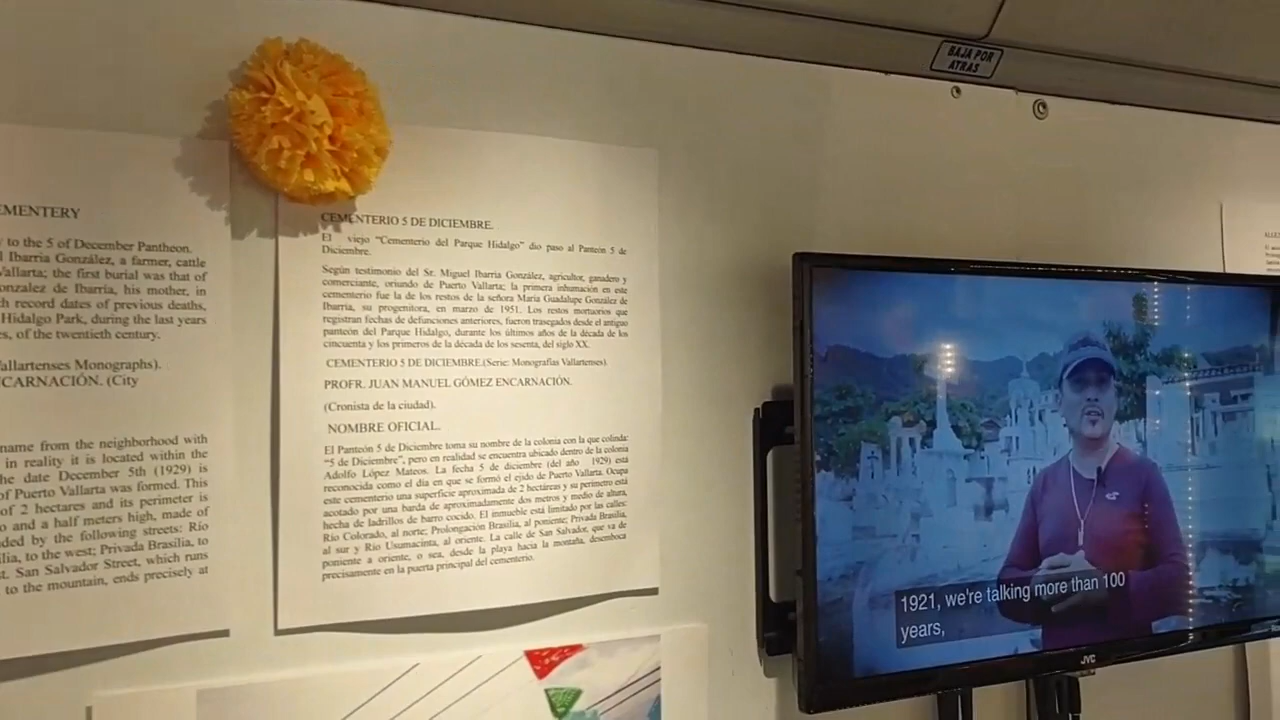 BAJA POR
ATRAS
EMENTERY
to the 5 of December Pantheon.
Ibarria González, a farmer, cattle
Vallarta; the first burial was that of
onzalez de Ibarría, his mother, in
ch record dates of previous deaths,
Hidalgo Park, during the last years
s, of the twentieth century.
allartenses Monographs).
CARNACIÓN. (City
name from the neighborhood with
in reality it is located within the
he date December 5th (1929) is
of Puerto Vallarta was formed. This
of 2 hectares and its perimeter is
o and a half meters high, made of
ded by the following streets: Río
ilia, to the west; Privada Brasilia, to
t. San Salvador Street, which runs
to the mountain, ends precisely at
CEMENTERIO 5 DE DICIEMBRE.
El viejo "Cementerio del Parque Hidalgo" dio paso al Panteón 5 de
Diciembre.
Según testimonio del Sr. Miguel Ibarria González, agricultor, ganadero y
comerciante, oriundo de Puerto Vallarta; la primera inhumación en este
cementerio fue la de los restos de la señora María Guadalupe González de
Ibarría, su progenitora, en marzo de 1951. Los restos mortuorios que
registran fechas de defunciones anteriores, fueron trasegados desde el antiguo
panteón del Parque Hidalgo, durante los últimos años de la década de los
cincuenta y los primeros de la década de los sesenta, del siglo XX.
CEMENTERIO 5 DE DICIEMBRE.(Serie: Monografías Vallartenses).
PROFR. JUAN MANUEL GÓMEZ ENCARNACIÓN.
(Cronista de la ciudad).
NOMBRE OFICIAL.
El Panteón 5 de Diciembre toma su nombre de la colonia con la que colinda:
"5 de Diciembre", pero en realidad se encuentra ubicado dentro de la colonia
Adolfo López Mateos. La fecha 5 de diciembre (del año 1929) está
reconocida como el día en que se formó el ejido de Puerto Vallarta. Ocupa
este cementerio una superficie aproximada de 2 hectáreas y su perímetro está
acotado por una barda de aproximadamente dos metros y medio de altura,
hecha de ladrillos de barro cocido. El inmueble está limitado por las calles:
Río Colorado, al norte; Prolongación Brasilia, al poniente; Privada Brasilia,
al sur y Río Usumacinta, al oriente. La calle de San Salvador, que va de
poniente a oriente, o sea, desde la playa hacia la montaña, desemboca
precisamente en la puerta principal del cementerio.
1921, we're talking more than 100
years,
JVC